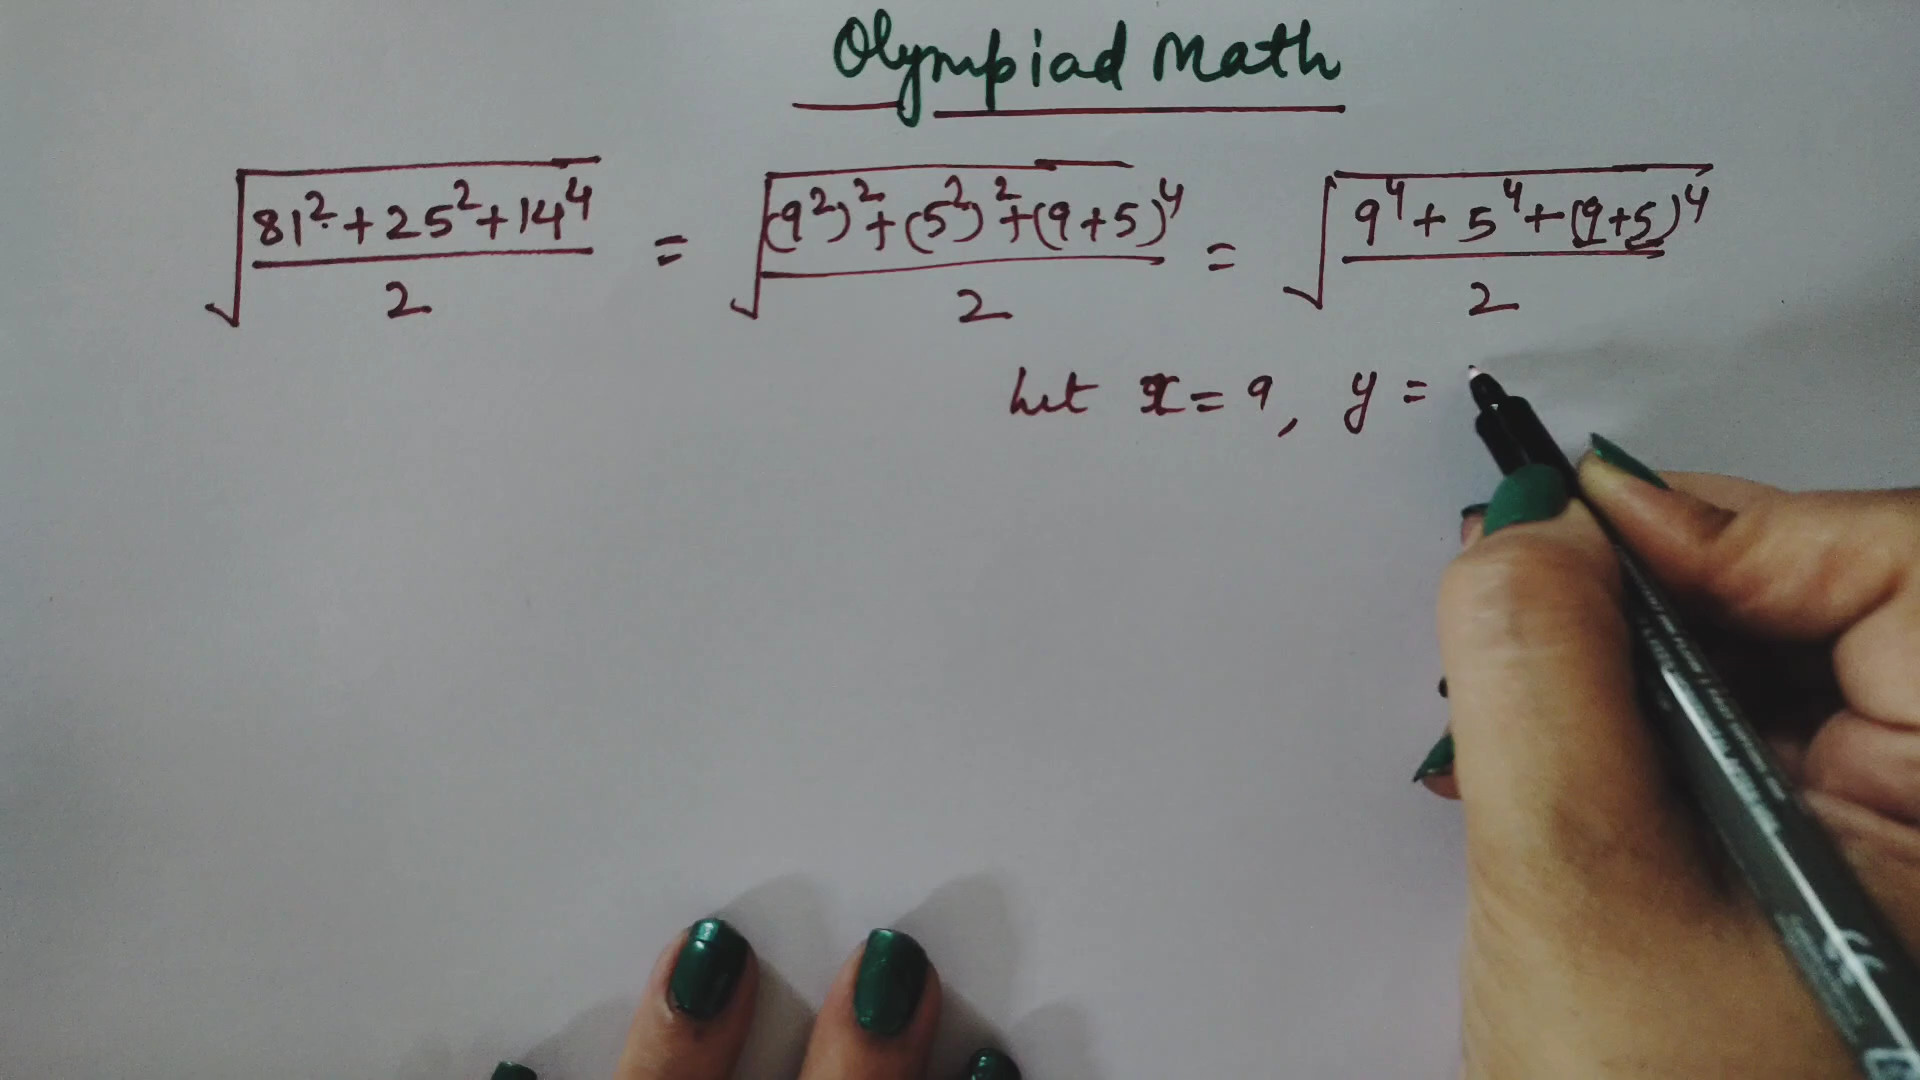 Olympiad Math
√((81² + 25² + 14⁴)/2) = √(((9²)² + (5²)² + (9+5)⁴)/2) = √((9⁴ + 5⁴ + (9+5)⁴)/2)
Let x = 9, y =